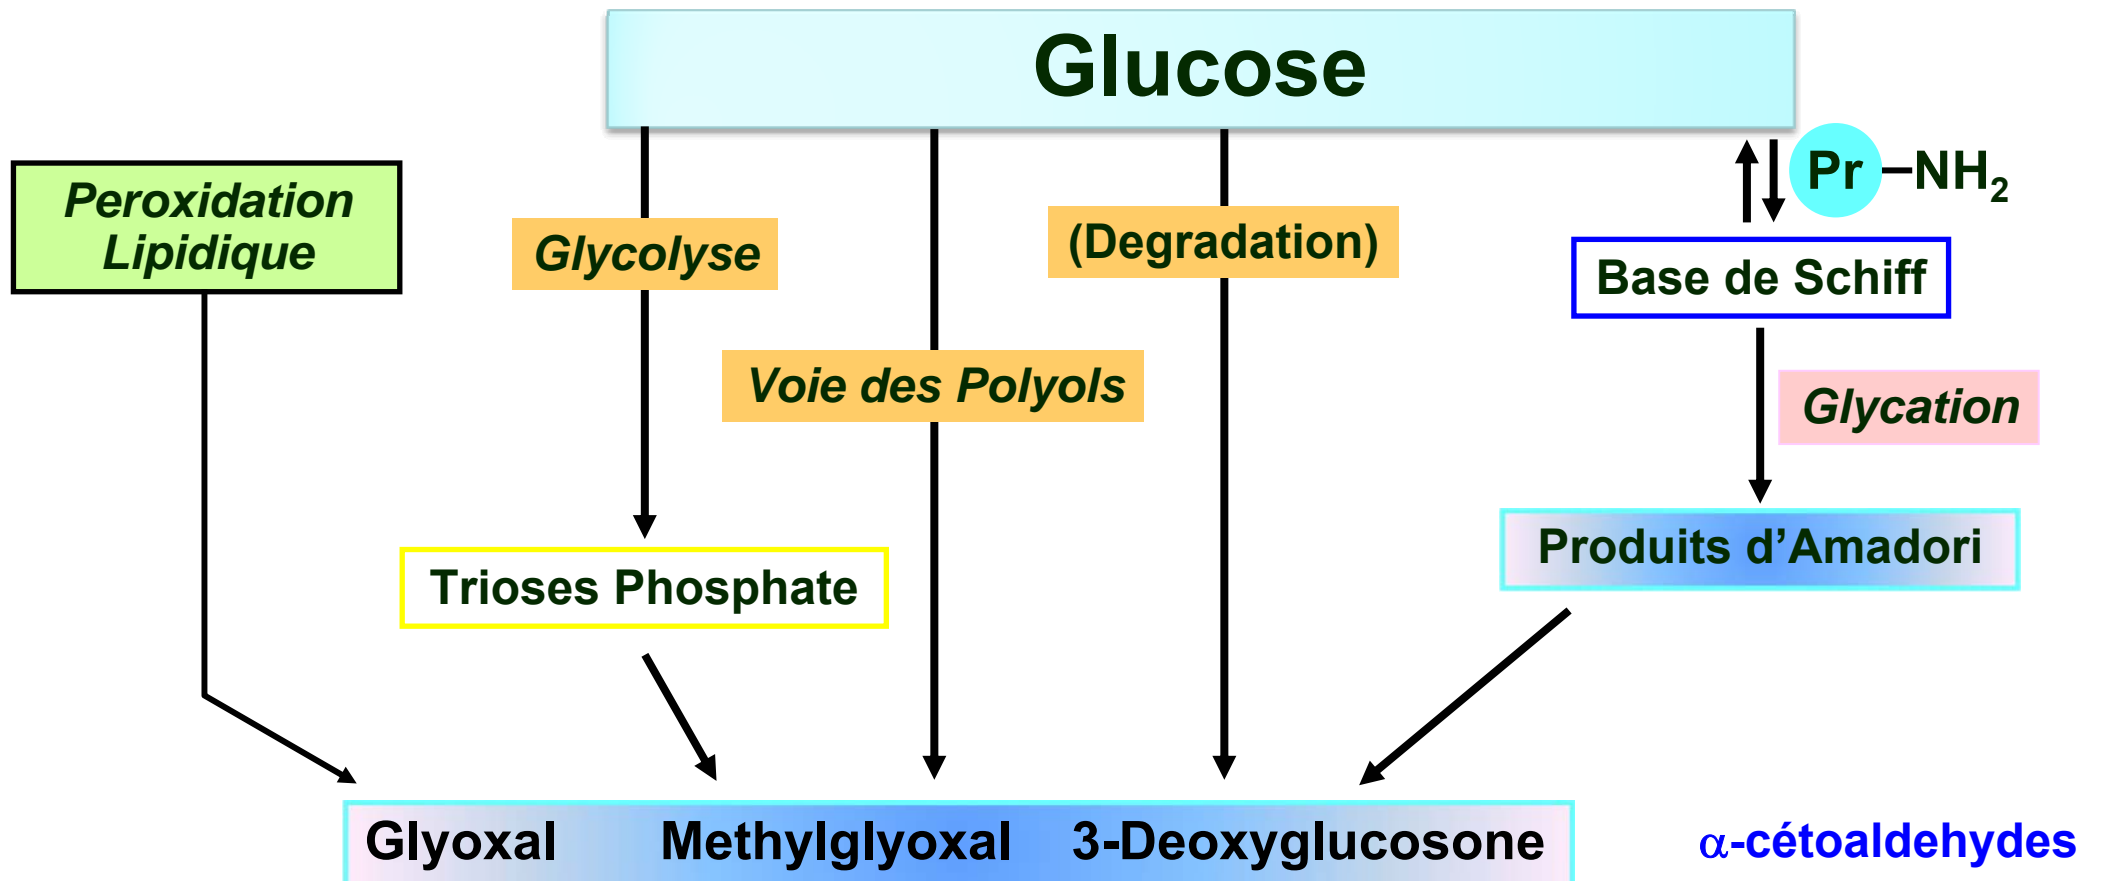 Glucose
Peroxidation
Lipidique
Glycolyse
(Degradation)
Pr–NH₂
Base de Schiff
Voie des Polyols
Glycation
Produits d’Amadori
Trioses Phosphate
Glyoxal Methylglyoxal 3-Deoxyglucosone
α-cétoaldehydes